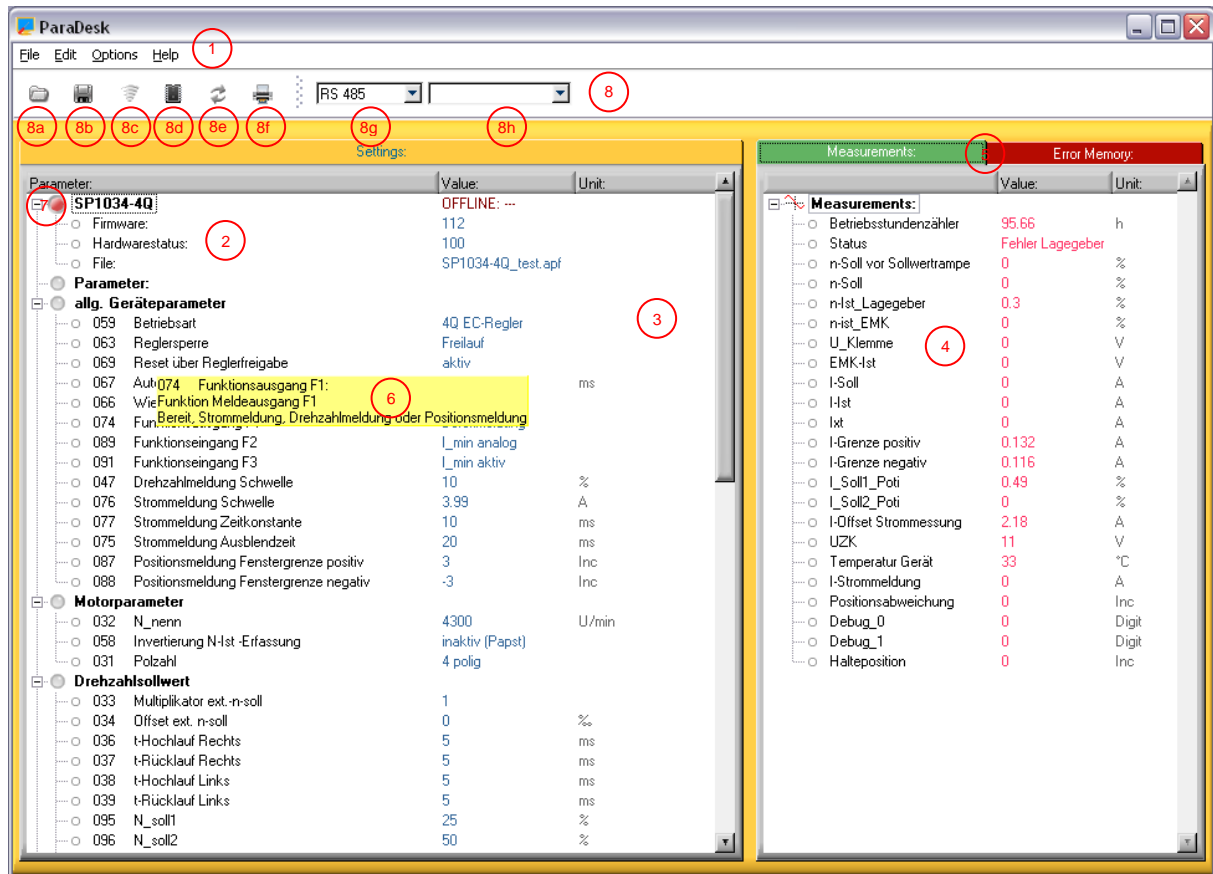 ParaDesk
File Edit Options Help 1
RS 485 8
8a 8b 8c 8d 8e 8f 8g 8h
Settings:
Parameter: Value: Unit:
7 SP1034-4Q OFFLINE: ---
Firmware: 112
Hardwarestatus: 100
2
File: SP1034-4Q_test.apf
Parameter:
allg. Geräteparameter
3
059 Betriebsart 4Q EC-Regler
063 Reglersperre Freilauf
069 Reset über Reglerfreigabe aktiv
067 ms
066
074
074 Funktionsausgang F1:
Funktion Meldeausgang F1
Bereit, Strommeldung, Drehzahlmeldung oder Positionsmeldung
6
089 Funktionseingang F2 I_min analog
091 Funktionseingang F3 I_min aktiv
047 Drehzahlmeldung Schwelle 10 %
076 Strommeldung Schwelle 3.99 A
077 Strommeldung Zeitkonstante 10 ms
075 Strommeldung Ausblendzeit 20 ms
087 Positionsmeldung Fenstergrenze positiv 3 Inc
088 Positionsmeldung Fenstergrenze negativ -3 Inc
Motorparameter
032 N_nenn 4300 U/min
058 Invertierung N-Ist -Erfassung inaktiv (Papst)
031 Polzahl 4 polig
Drehzahlsollwert
033 Multiplikator ext.-n-soll 1
034 Offset ext. n-soll 0 ‰
036 t-Hochlauf Rechts 5 ms
037 t-Rücklauf Rechts 5 ms
038 t-Hochlauf Links 5 ms
039 t-Rücklauf Links 5 ms
095 N_soll1 25 %
096 N_soll2 50 %
Measurements: Error Memory:
Value: Unit:
Measurements:
Betriebsstundenzähler 95.66 h
Status Fehler Lagegeber
n-Soll vor Sollwertrampe 0 %
n-Soll 0 %
n-Ist_Lagegeber 0.3 %
n-ist_EMK 0 %
U_Klemme 0 V
4
EMK-Ist 0 V
I-Soll 0 A
I-Ist 0 A
Ixt 0 A
I-Grenze positiv 0.132 A
I-Grenze negativ 0.116 A
I_Soll1_Poti 0.49 %
I_Soll2_Poti 0 %
I-Offset Strommessung 2.18 A
UZK 11 V
Temperatur Gerät 33 °C
I-Strommeldung 0 A
Positionsabweichung 0 Inc
Debug_0 0 Digit
Debug_1 0 Digit
Halteposition 0 Inc